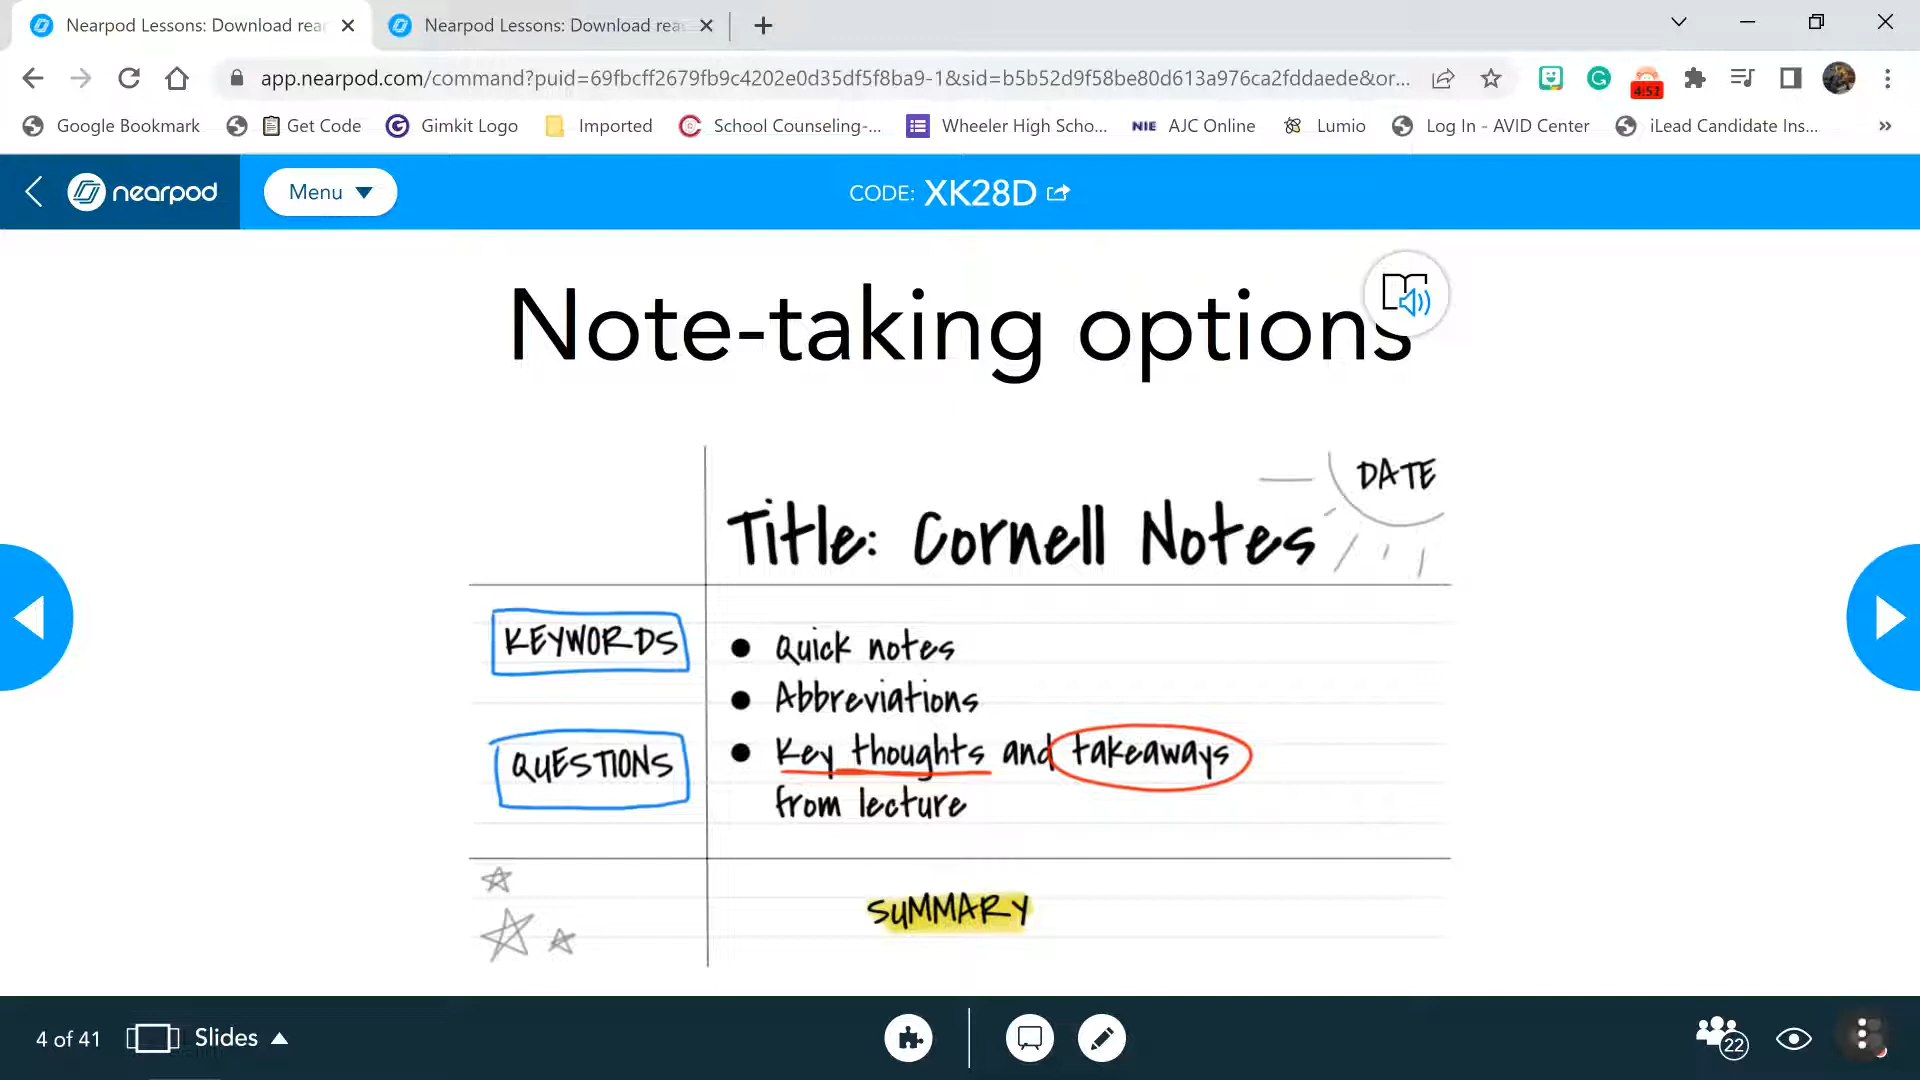 Nearpod Lessons: Download rea
Nearpod Lessons: Download rea
app.nearpod.com/command?puid=69fbcff2679fb9c4202e0d35df5f8ba9-1&sid=b5b52d9f58be80d613a976ca2fddaede&or...
4:51
Google Bookmark
Get Code
Gimkit Logo
Imported
School Counseling-...
Wheeler High Scho...
NIE AJC Online
Lumio
Log In - AVID Center
iLead Candidate Ins...
nearpod
Menu
CODE: XK28D
Note-taking options
DATE
Title: Cornell Notes
KEYWORDS
• Quick notes
• Abbreviations
QUESTIONS
• Key thoughts and takeaways
from lecture
SUMMARY
4 of 41
Slides
22